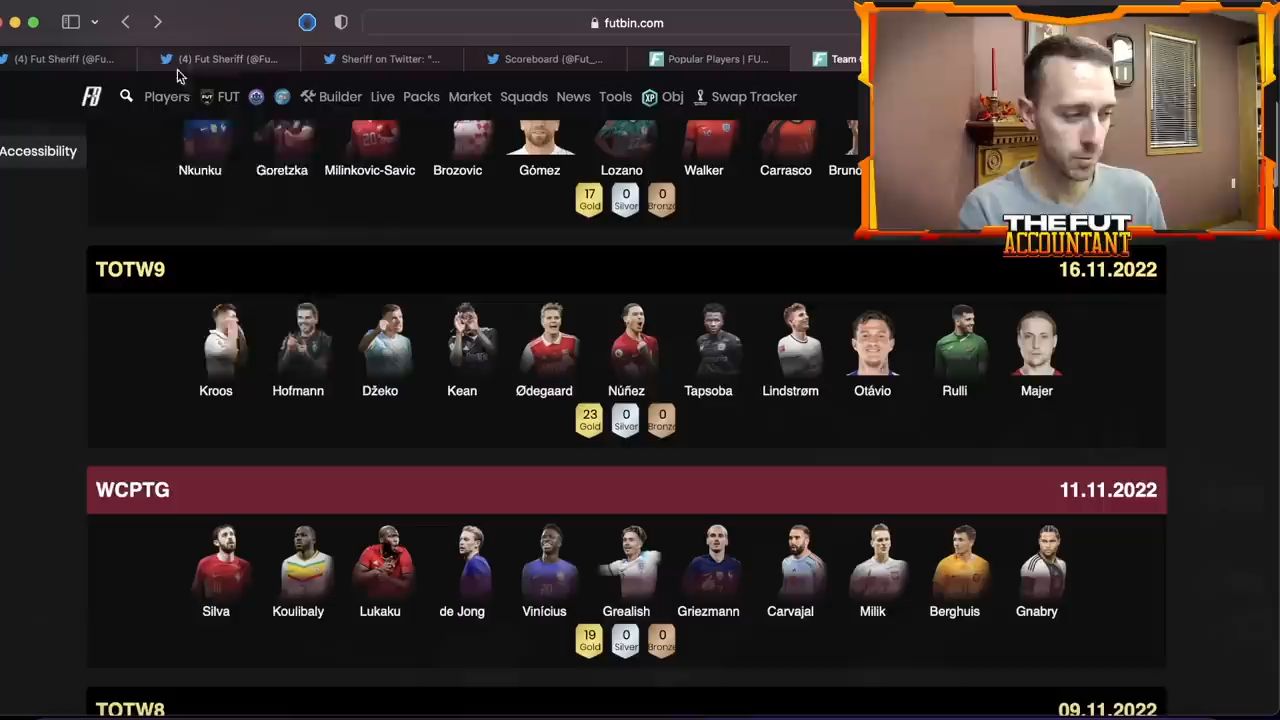 futbin.com
(4) Fut Sheriff (@Fu... (4) Fut Sheriff (@Fu... Sheriff on Twitter: "... Scoreboard (@Fut_... Popular Players | FU... Team
Players FUT Builder Live Packs Market Squads News Tools XP Obj Swap Tracker
Accessibility
Nkunku Goretzka Milinkovic-Savic Brozovic Gómez Lozano Walker Carrasco
17 0 0
Gold Silver Bronze
THE FUT
ACCOUNTANT
TOTW9 16.11.2022
Kroos Hofmann Džeko Kean Ødegaard Núñez Tapsoba Lindstrøm Otávio Rulli Majer
23 0 0
Gold Silver Bronze
WCPTG 11.11.2022
Silva Koulibaly Lukaku de Jong Vinícius Grealish Griezmann Carvajal Milik Berghuis Gnabry
19 0 0
Gold Silver Bronze
TOTW8 09.11.2022